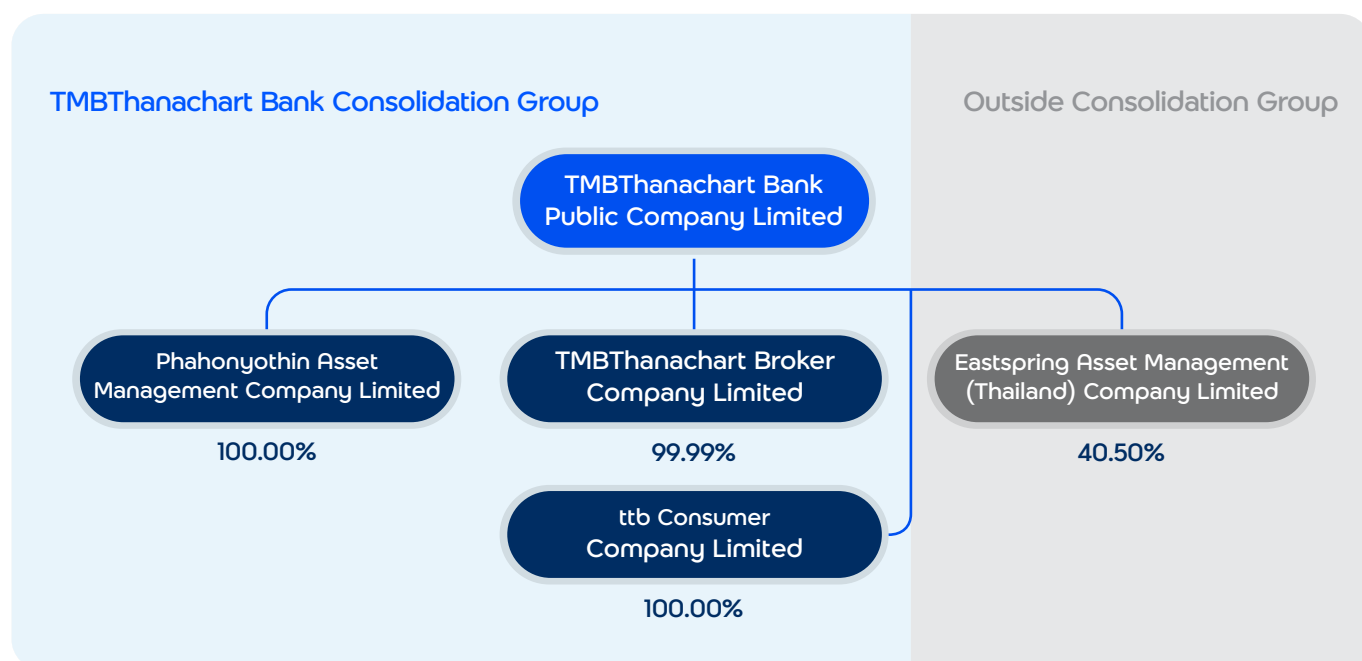 TMBThanachart Bank Consolidation Group
Outside Consolidation Group
TMBThanachart Bank
Public Company Limited
Phahonyothin Asset
Management Company Limited
100.00%
TMBThanachart Broker
Company Limited
99.99%
Eastspring Asset Management
(Thailand) Company Limited
40.50%
ttb Consumer
Company Limited
100.00%